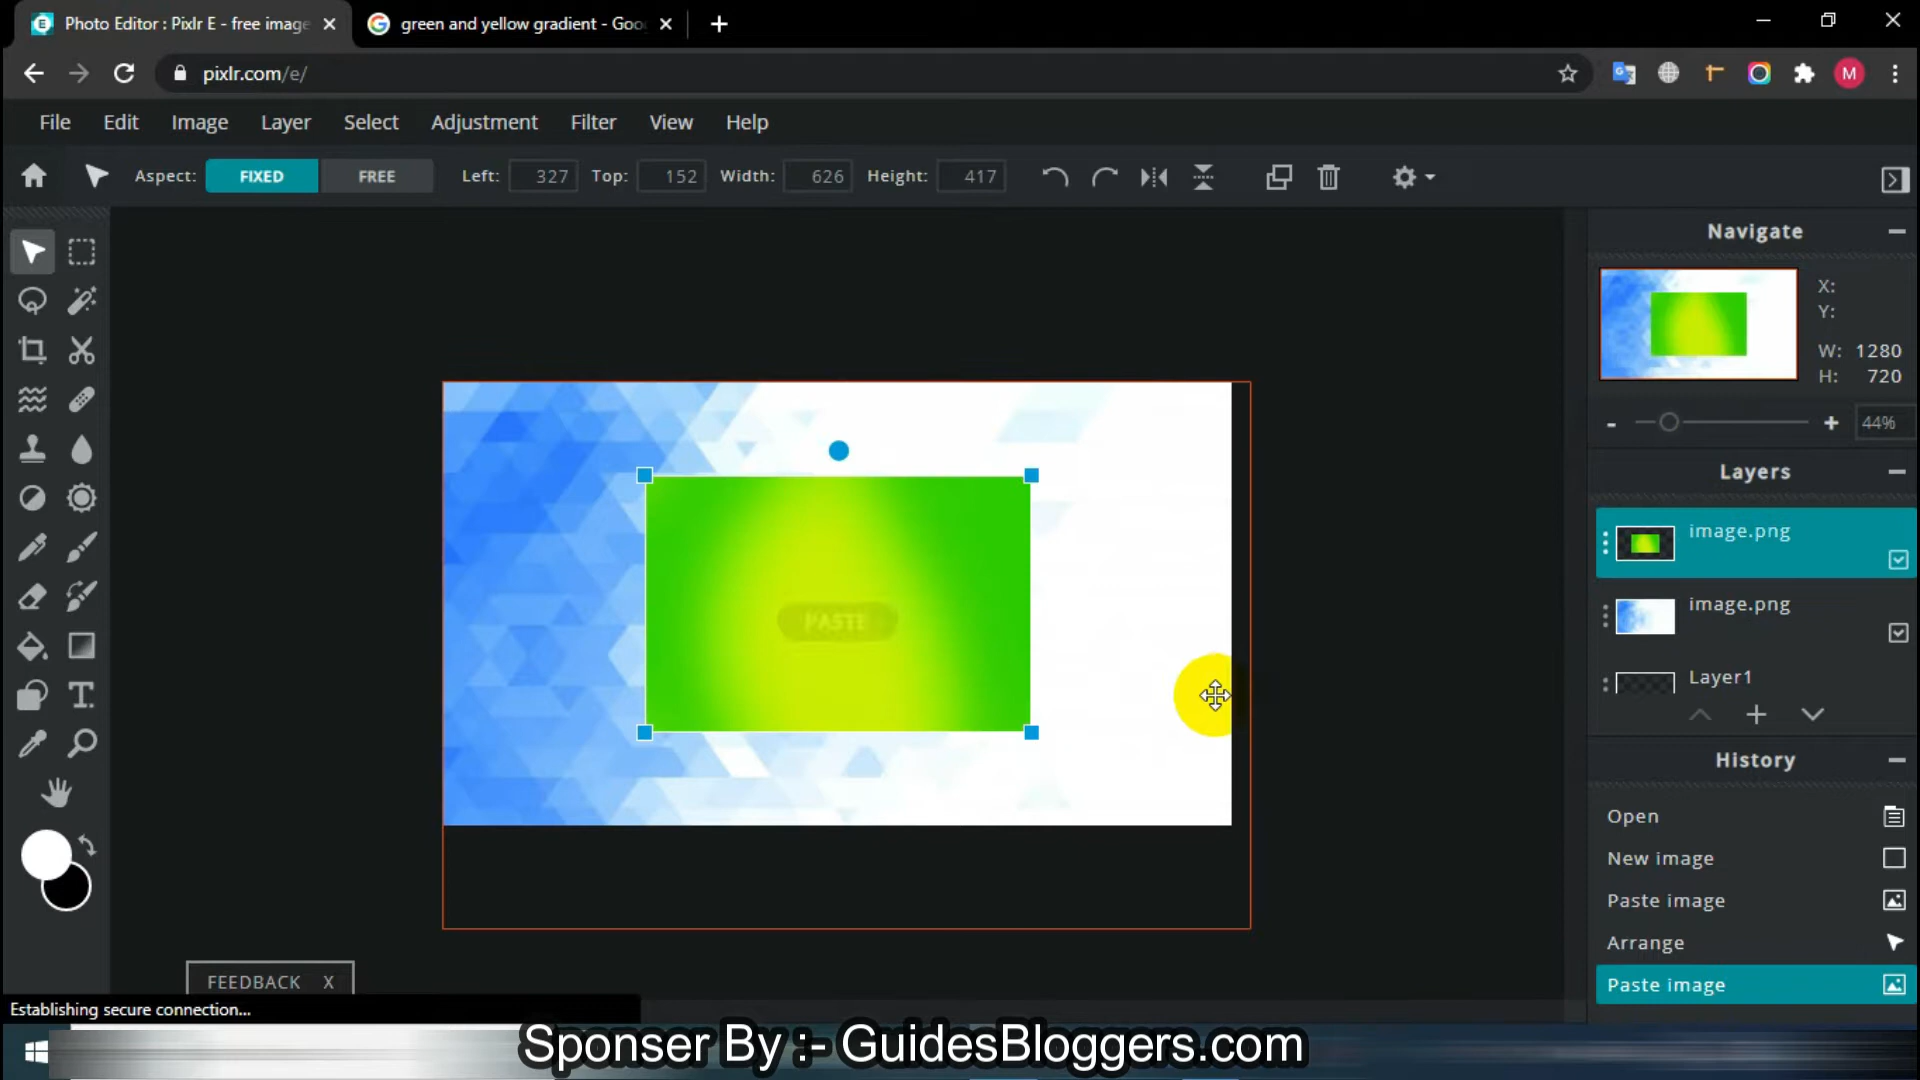 Photo Editor : Pixlr E - free image
green and yellow gradient - Goo
pixlr.com/e/
M
File Edit Image Layer Select Adjustment Filter View Help
Aspect: FIXED FREE Left: 327 Top: 152 Width: 626 Height: 417
Navigate
X:
Y:
W: 1280
H: 720
- + 44%
Layers
image.png
image.png
Layer1
PASTE
History
Open
New image
Paste image
Arrange
Paste image
FEEDBACK X
Establishing secure connection...
Sponser By :- GuidesBloggers.com